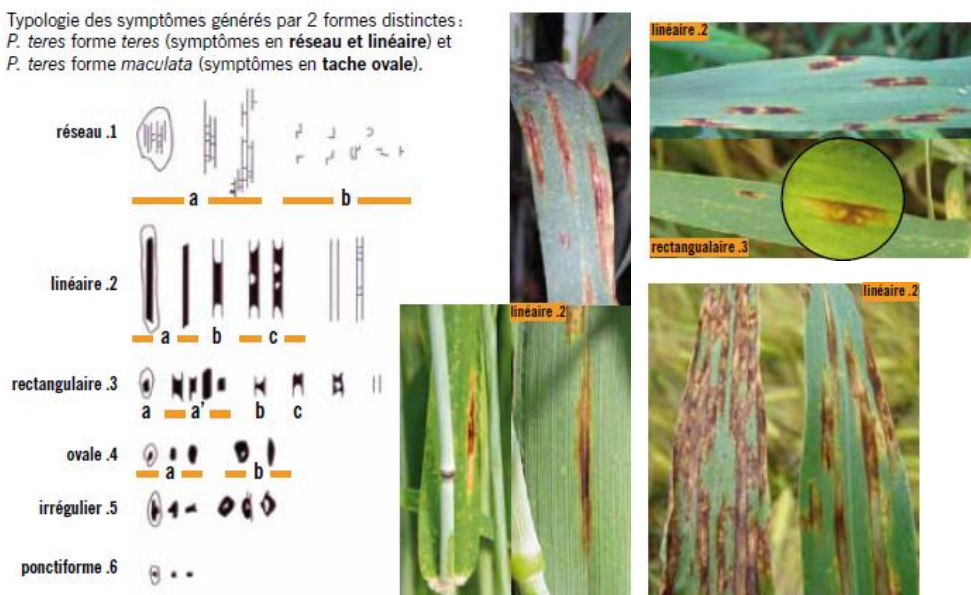 Typologie des symptômes générés par 2 formes distinctes :
P. teres forme teres (symptômes en réseau et linéaire) et
P. teres forme maculata (symptômes en tache ovale).
réseau .1
a
b
linéaire .2
a
b
c
rectangulaire .3
a
a'
b
c
ovale .4
a
b
irrégulier .5
ponctiforme .6
linéaire .2
linéaire .2
rectangualaire .3
linéaire .2